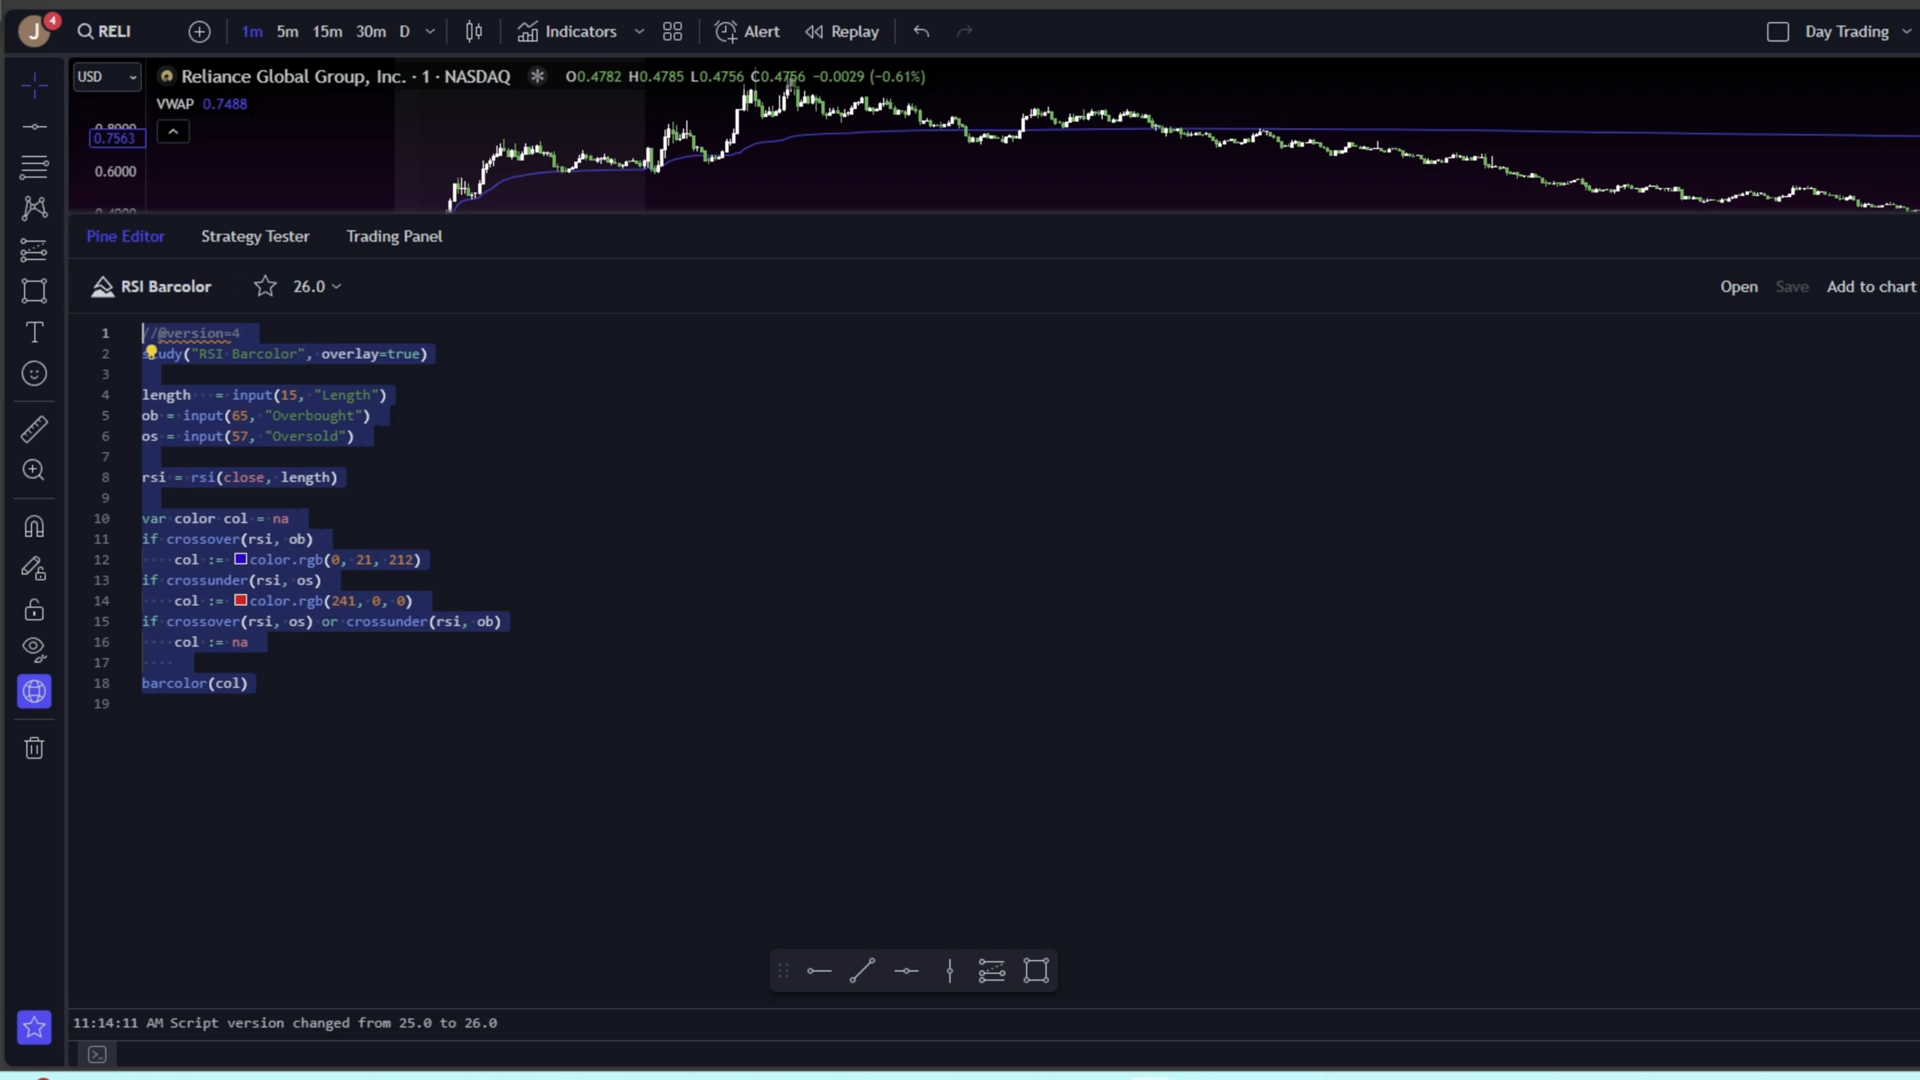 J 4 RELI 1m 5m 15m 30m D Indicators Alert Replay Day Trading
USD Reliance Global Group, Inc. · 1 · NASDAQ O0.4782 H0.4785 L0.4756 C0.4756 −0.0029 (−0.61%)
VWAP 0.7488
0.8000
0.7563
0.6000
0.4000
Pine Editor Strategy Tester Trading Panel
RSI Barcolor 26.0 Open Save Add to chart
1 //@version=4
2 study("RSI Barcolor", overlay=true)
3
4 length = input(15, "Length")
5 ob = input(65, "Overbought")
6 os = input(57, "Oversold")
7
8 rsi = rsi(close, length)
9
10 var color col = na
11 if crossover(rsi, ob)
12 col := color.rgb(0, 21, 212)
13 if crossunder(rsi, os)
14 col := color.rgb(241, 0, 0)
15 if crossover(rsi, os) or crossunder(rsi, ob)
16 col := na
17
18 barcolor(col)
19
11:14:11 AM Script version changed from 25.0 to 26.0